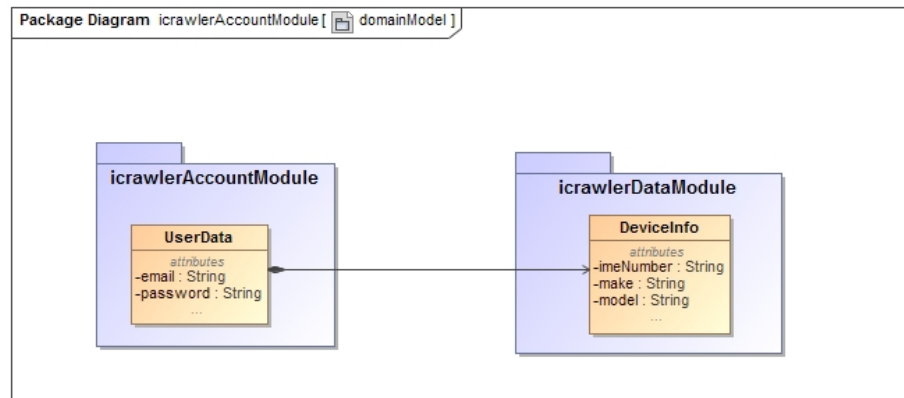 Package Diagram icrawlerAccountModule [ domainModel ]
icrawlerAccountModule
UserData
attributes
-email : String
-password : String
...
icrawlerDataModule
DeviceInfo
attributes
-imeNumber : String
-make : String
-model : String
...